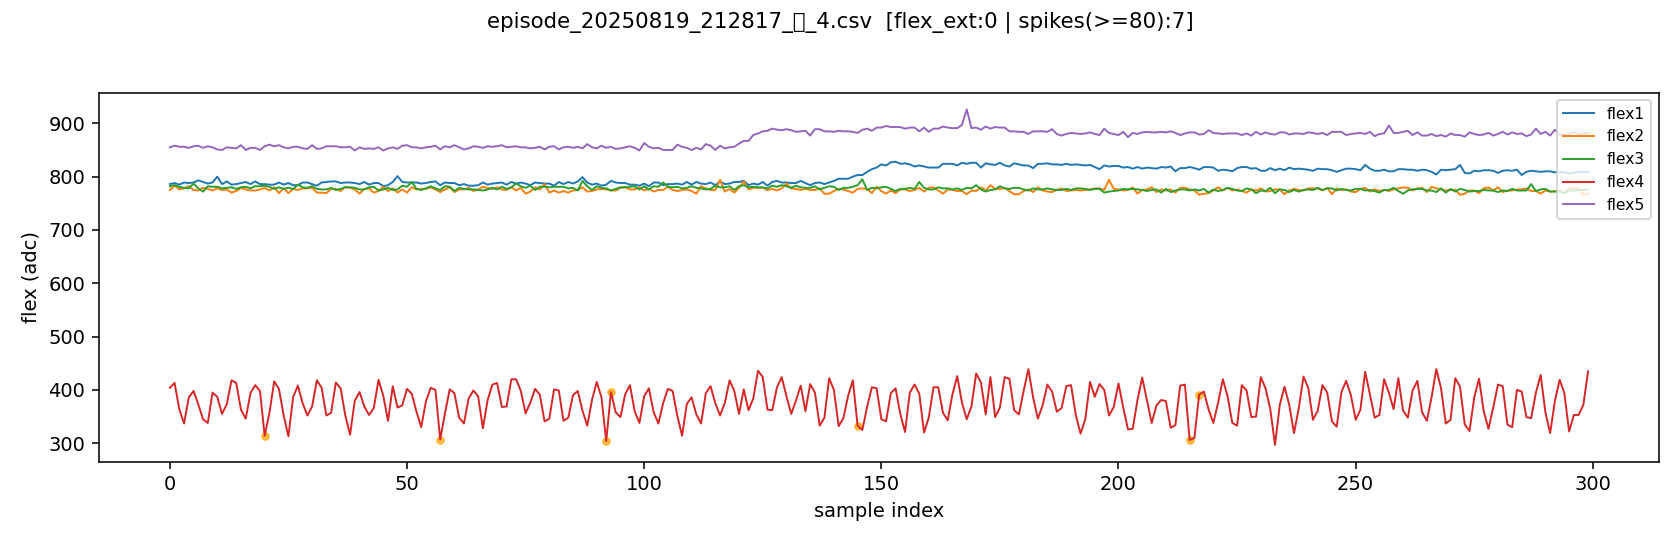 episode_20250819_212817_▯_4.csv [flex_ext:0 | spikes(>=80):7]
flex (adc)
900
800
700
600
500
400
300
flex1
flex2
flex3
flex4
flex5
0 50 100 150 200 250 300
sample index